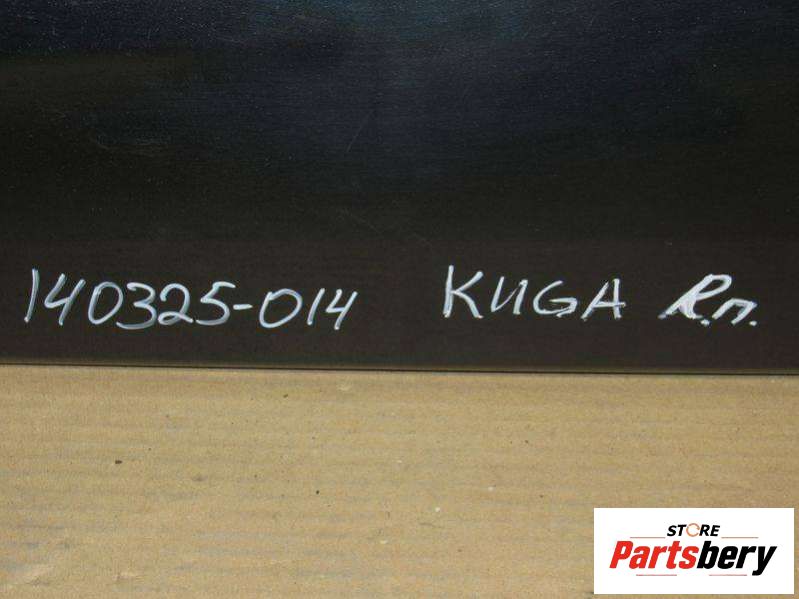 140325-014 KUGA R.п.
STORE
Partsbery